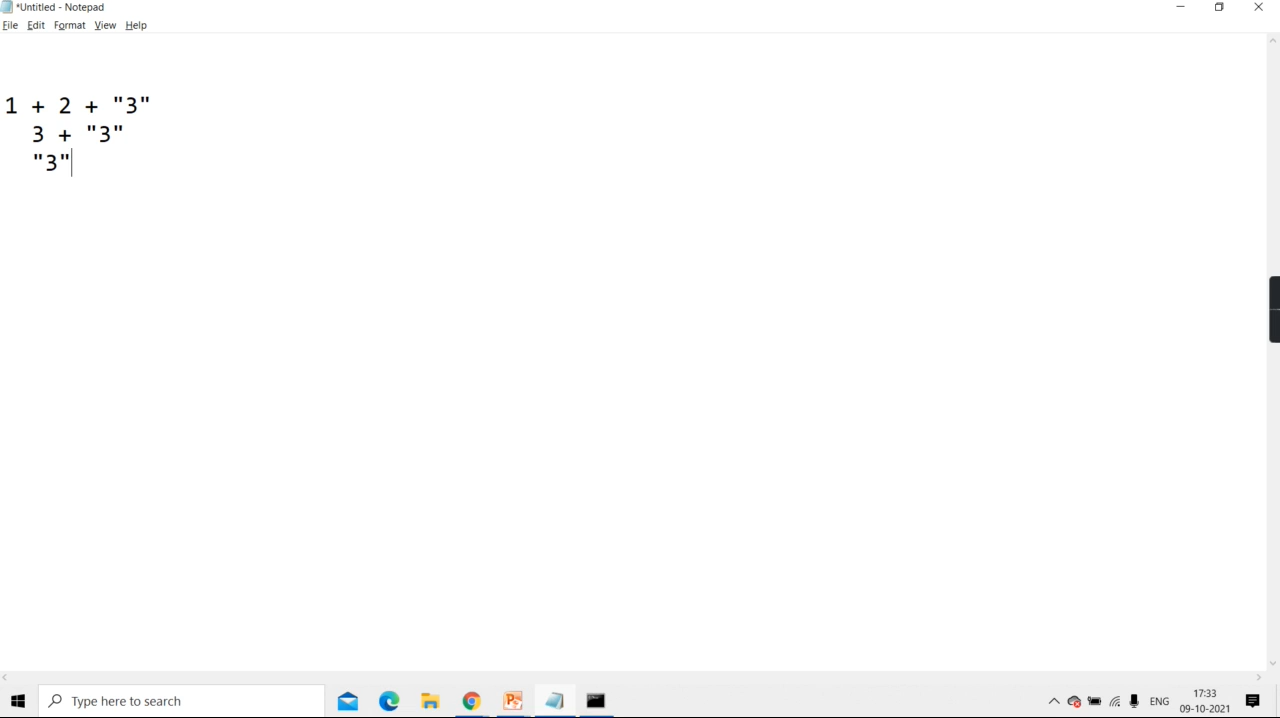 *Untitled - Notepad
File Edit Format View Help
1 + 2 + "3"
3 + "3"
"3"
Type here to search
ENG
17:33
09-10-2021